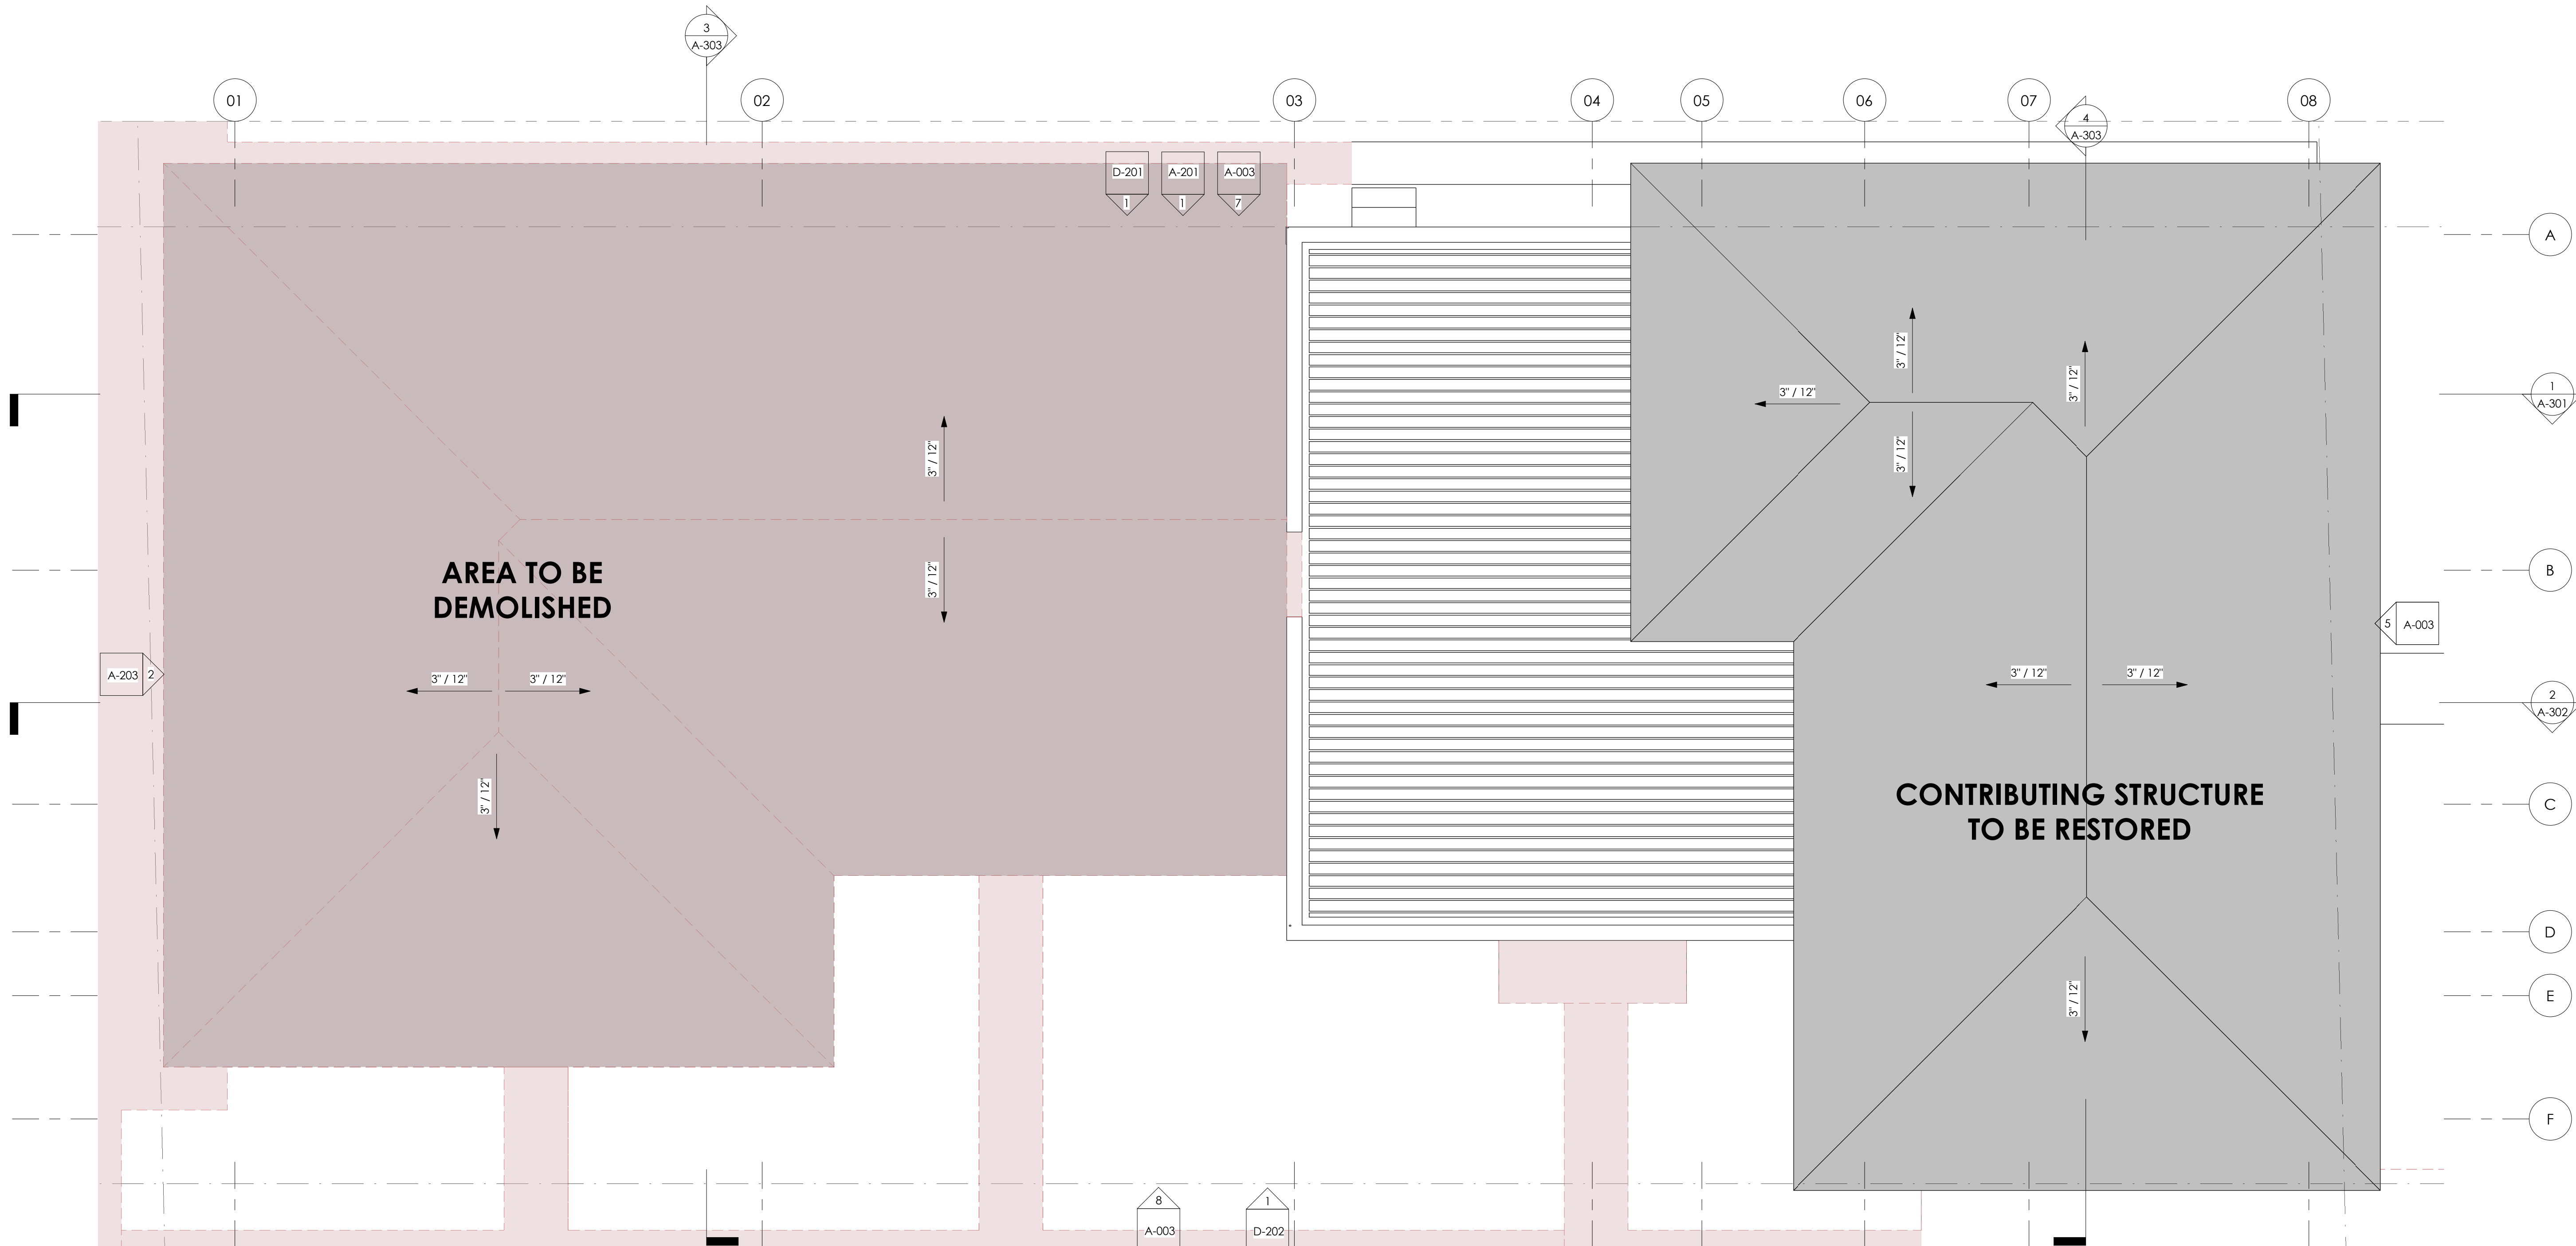 3
A-303
01
02
03
04
05
06
07
08
4
A-303
D-201
A-201
A-003
1
1
7
A
3" / 12"
3" / 12"
3" / 12"
3" / 12"
1
A-301
3" / 12"
3" / 12"
3" / 12"
B
AREA TO BE
DEMOLISHED
5
A-003
A-203
2
3" / 12"
3" / 12"
3" / 12"
3" / 12"
2
A-302
3" / 12"
CONTRIBUTING STRUCTURE
TO BE RESTORED
C
D
3" / 12"
E
F
8
A-003
1
D-202